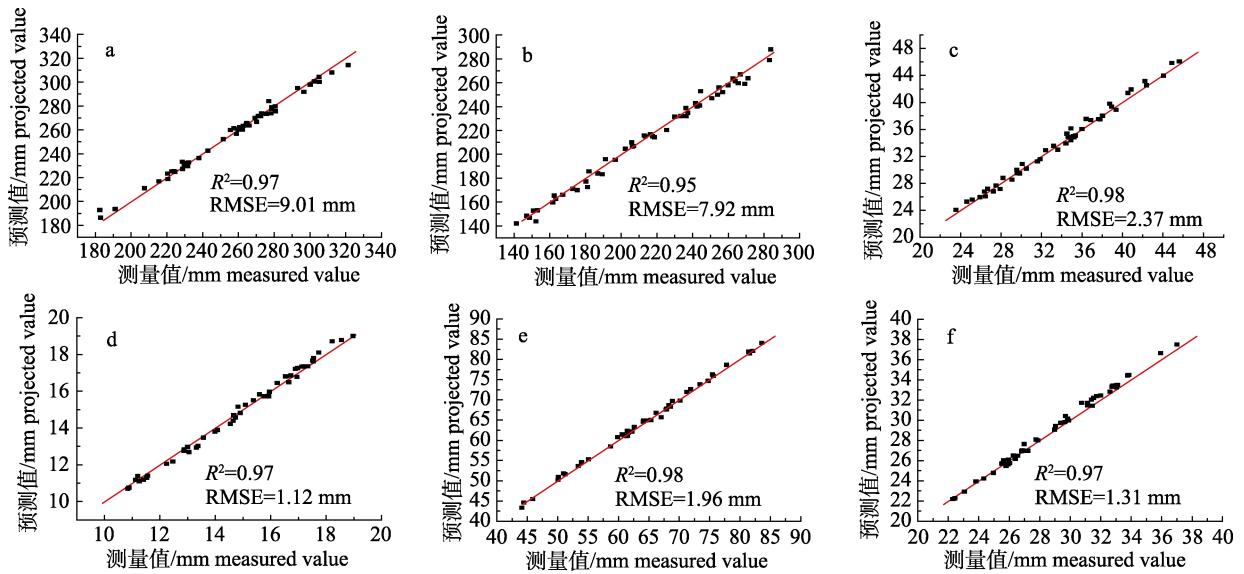 a
预测值/mm projected value
340
320
300
280
260
240
220
200
180
R²=0.97
RMSE=9.01 mm
180 200 220 240 260 280 300 320 340
测量值/mm measured value
b
预测值/mm projected value
300
280
260
240
220
200
180
160
140
R²=0.95
RMSE=7.92 mm
140 160 180 200 220 240 260 280 300
测量值/mm measured value
c
预测值/mm projected value
48
44
40
36
32
28
24
20
R²=0.98
RMSE=2.37 mm
20 24 28 32 36 40 44 48
测量值/mm measured value
d
预测值/mm projected value
20
19
18
16
14
12
10
R²=0.97
RMSE=1.12 mm
10 12 14 16 18 20
测量值/mm measured value
e
预测值/mm projected value
90
85
80
75
70
65
60
55
50
45
40
R²=0.98
RMSE=1.96 mm
40 45 50 55 60 65 70 75 80 85 90
测量值/mm measured value
f
预测值/mm projected value
40
38
36
34
32
30
28
26
24
22
20
R²=0.97
RMSE=1.31 mm
20 22 24 26 28 30 32 34 36 38 40
测量值/mm measured value